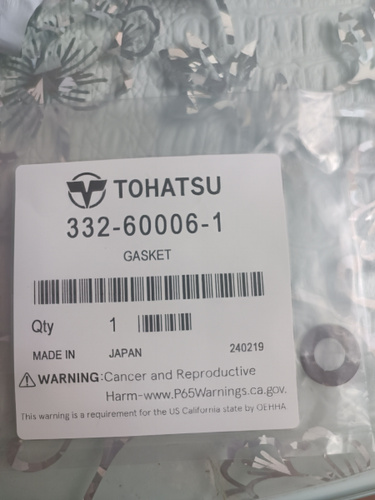 TOHATSU
332-60006-1
GASKET
Qty 1
MADE IN JAPAN 240219
WARNING:Cancer and Reproductive
Harm-www.P65Warnings.ca.gov.
This warning is a requirement for the US California state by OEHHA.